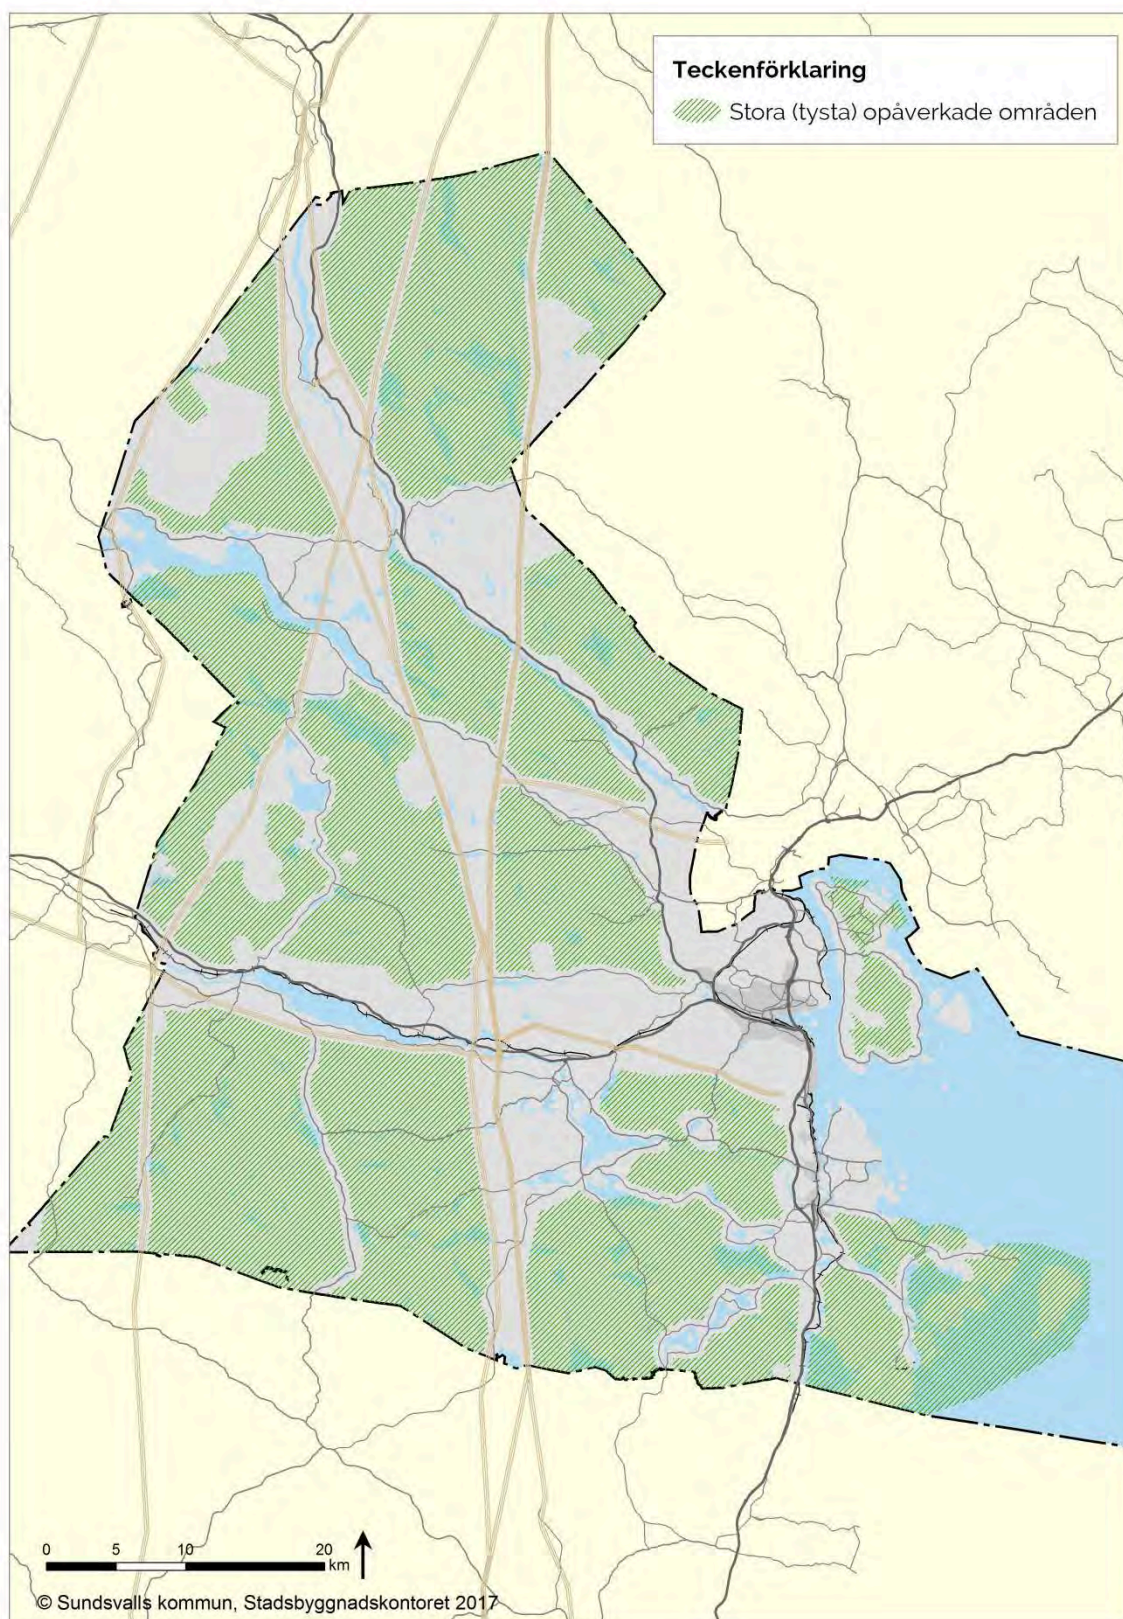 Teckenförklaring
Stora (tysta) opåverkade områden
0 5 10 20
km
© Sundsvalls kommun, Stadsbyggnadskontoret 2017